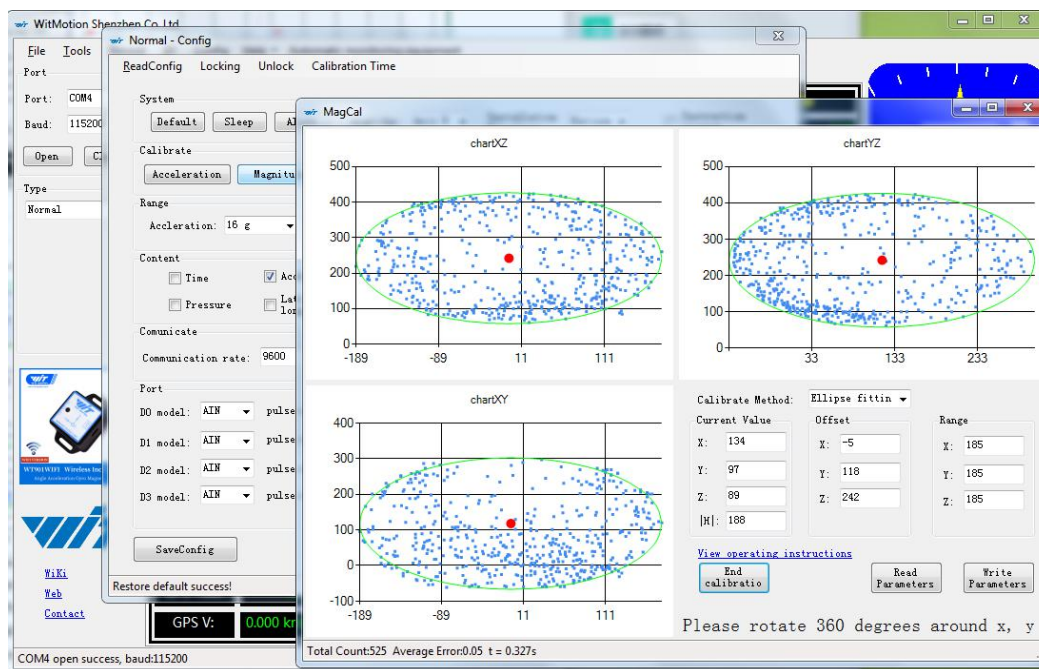 WitMotion Shenzhen Co.,Ltd
File Tools
Port
Port: COM4
Baud: 115200
Open
Type
Normal
WiKi
Web
Contact
GPS V: 0.000
COM4 open success, baud:115200
Normal - Config
ReadConfig Locking Unlock Calibration Time
System
Default Sleep
Calibrate
Acceleration Magnitu
Range
Accleration: 16 g
Content
Time
Pressure
Comunicate
Communication rate: 9600
Port
D0 model: AIN pulse
D1 model: AIN pulse
D2 model: AIN pulse
D3 model: AIN pulse
SaveConfig
Restore default success!
MagCal
chartXZ
500
400
300
200
100
0
-189 -89 11 111
chartYZ
500
400
300
200
100
0
33 133 233
chartXY
400
300
200
100
0
-100
-189 -89 11 111
Calibrate Method: Ellipse fittin
Current Value Offset Range
X: 134 X: -5 X: 185
Y: 97 Y: 118 Y: 185
Z: 89 Z: 242 Z: 185
|H|: 188
View operating instructions
End calibratio
Read Parameters
Write Parameters
Please rotate 360 degrees around x, y
Total Count:525 Average Error:0.05 t = 0.327s